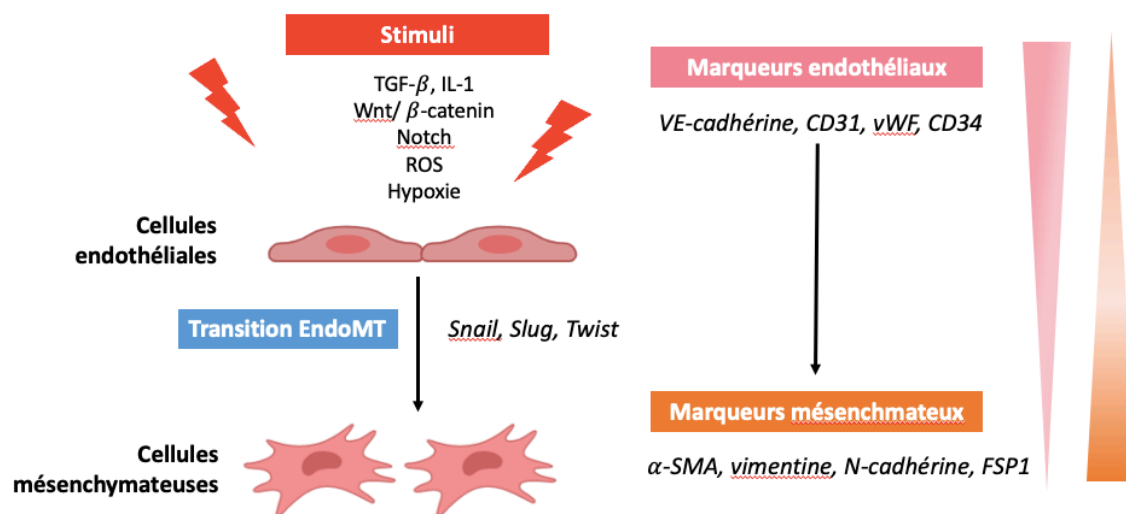 Stimuli
TGF-β, IL-1
Wnt/ β-catenin
Notch
ROS
Hypoxie
Cellules
endothéliales
Transition EndoMT
Snail, Slug, Twist
Cellules
mésenchymateuses
Marqueurs endothéliaux
VE-cadhérine, CD31, vWF, CD34
Marqueurs mésenchmateux
α-SMA, vimentine, N-cadhérine, FSP1